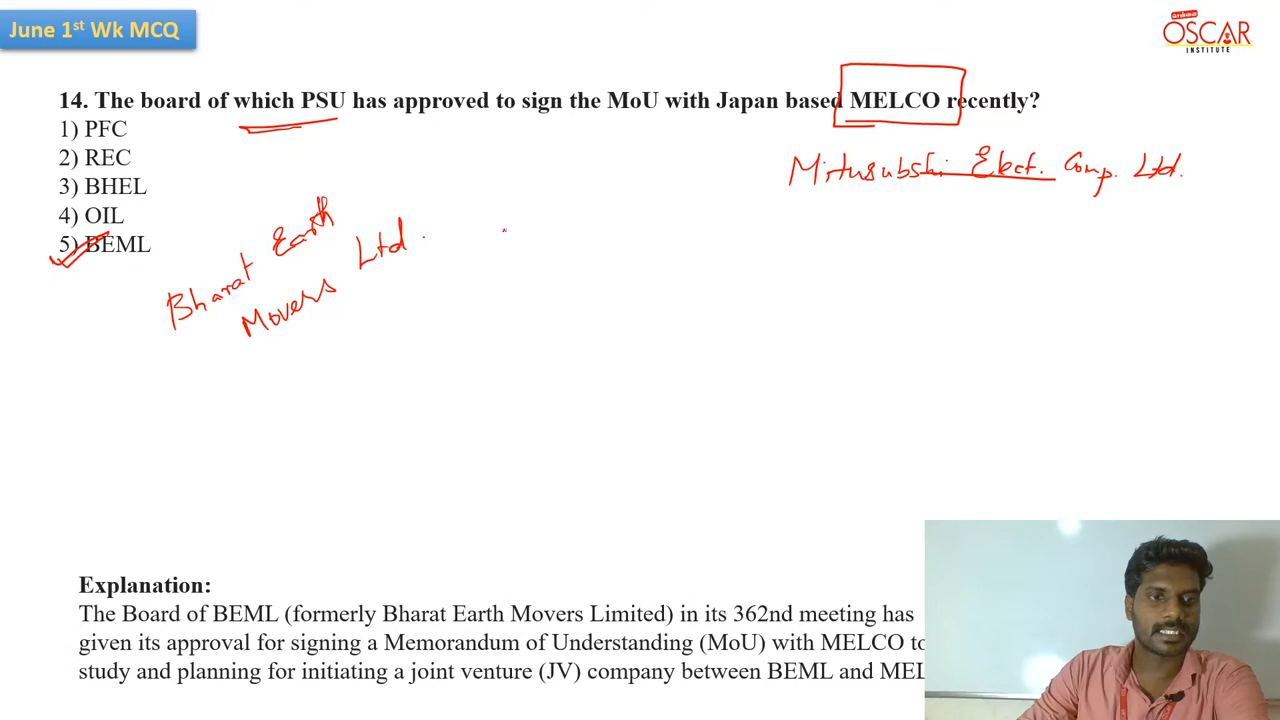 June 1st Wk MCQ
OSCAR
INSTITUTE
14. The board of which PSU has approved to sign the MoU with Japan based MELCO recently?
1) PFC
2) REC
3) BHEL
4) OIL
5) BEML
Mitusubshi Elect. Comp. Ltd.
Bharat Earth
Movers Ltd.
Explanation:
The Board of BEML (formerly Bharat Earth Movers Limited) in its 362nd meeting has
given its approval for signing a Memorandum of Understanding (MoU) with MELCO to
study and planning for initiating a joint venture (JV) company between BEML and MEL